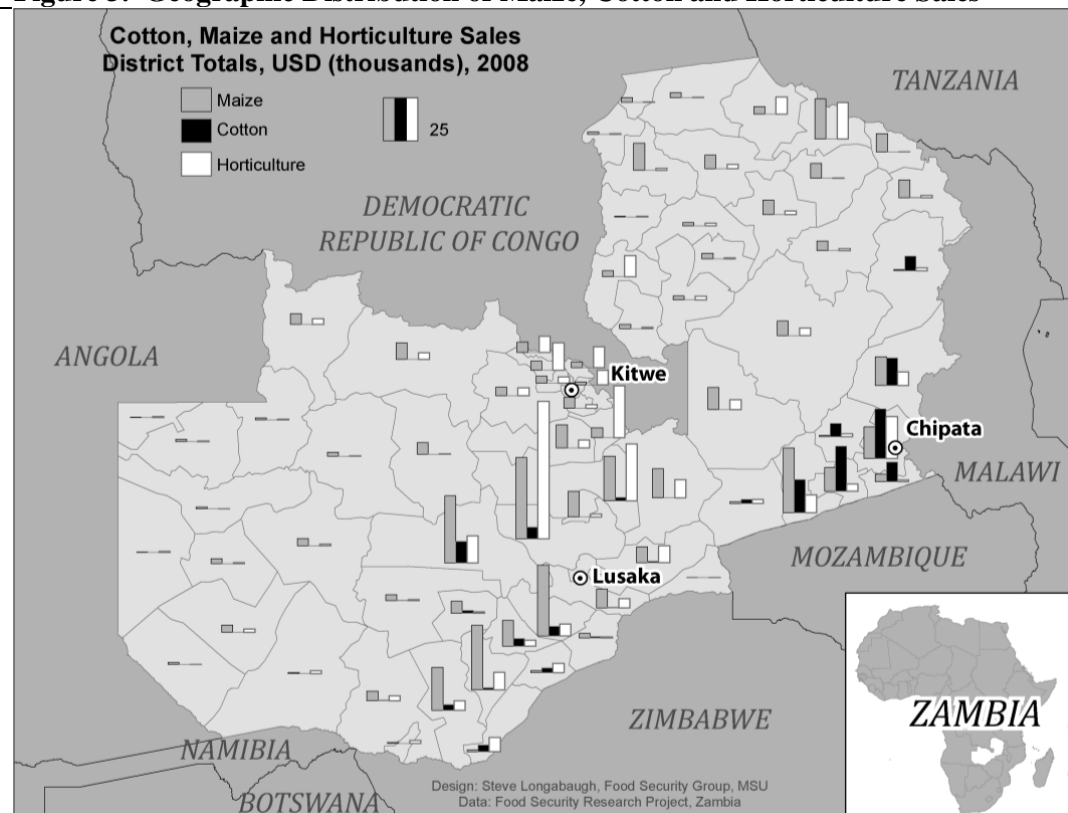 Figure 3: Geographic Distribution of Maize, Cotton and Horticulture Sales
Cotton, Maize and Horticulture Sales
District Totals, USD (thousands), 2008
Maize
Cotton
Horticulture
25
TANZANIA
DEMOCRATIC
REPUBLIC OF CONGO
ANGOLA
Kitwe
Chipata
MALAWI
MOZAMBIQUE
Lusaka
ZIMBABWE
ZAMBIA
NAMIBIA
BOTSWANA
Design: Steve Longabaugh, Food Security Group, MSU
Data: Food Security Research Project, Zambia